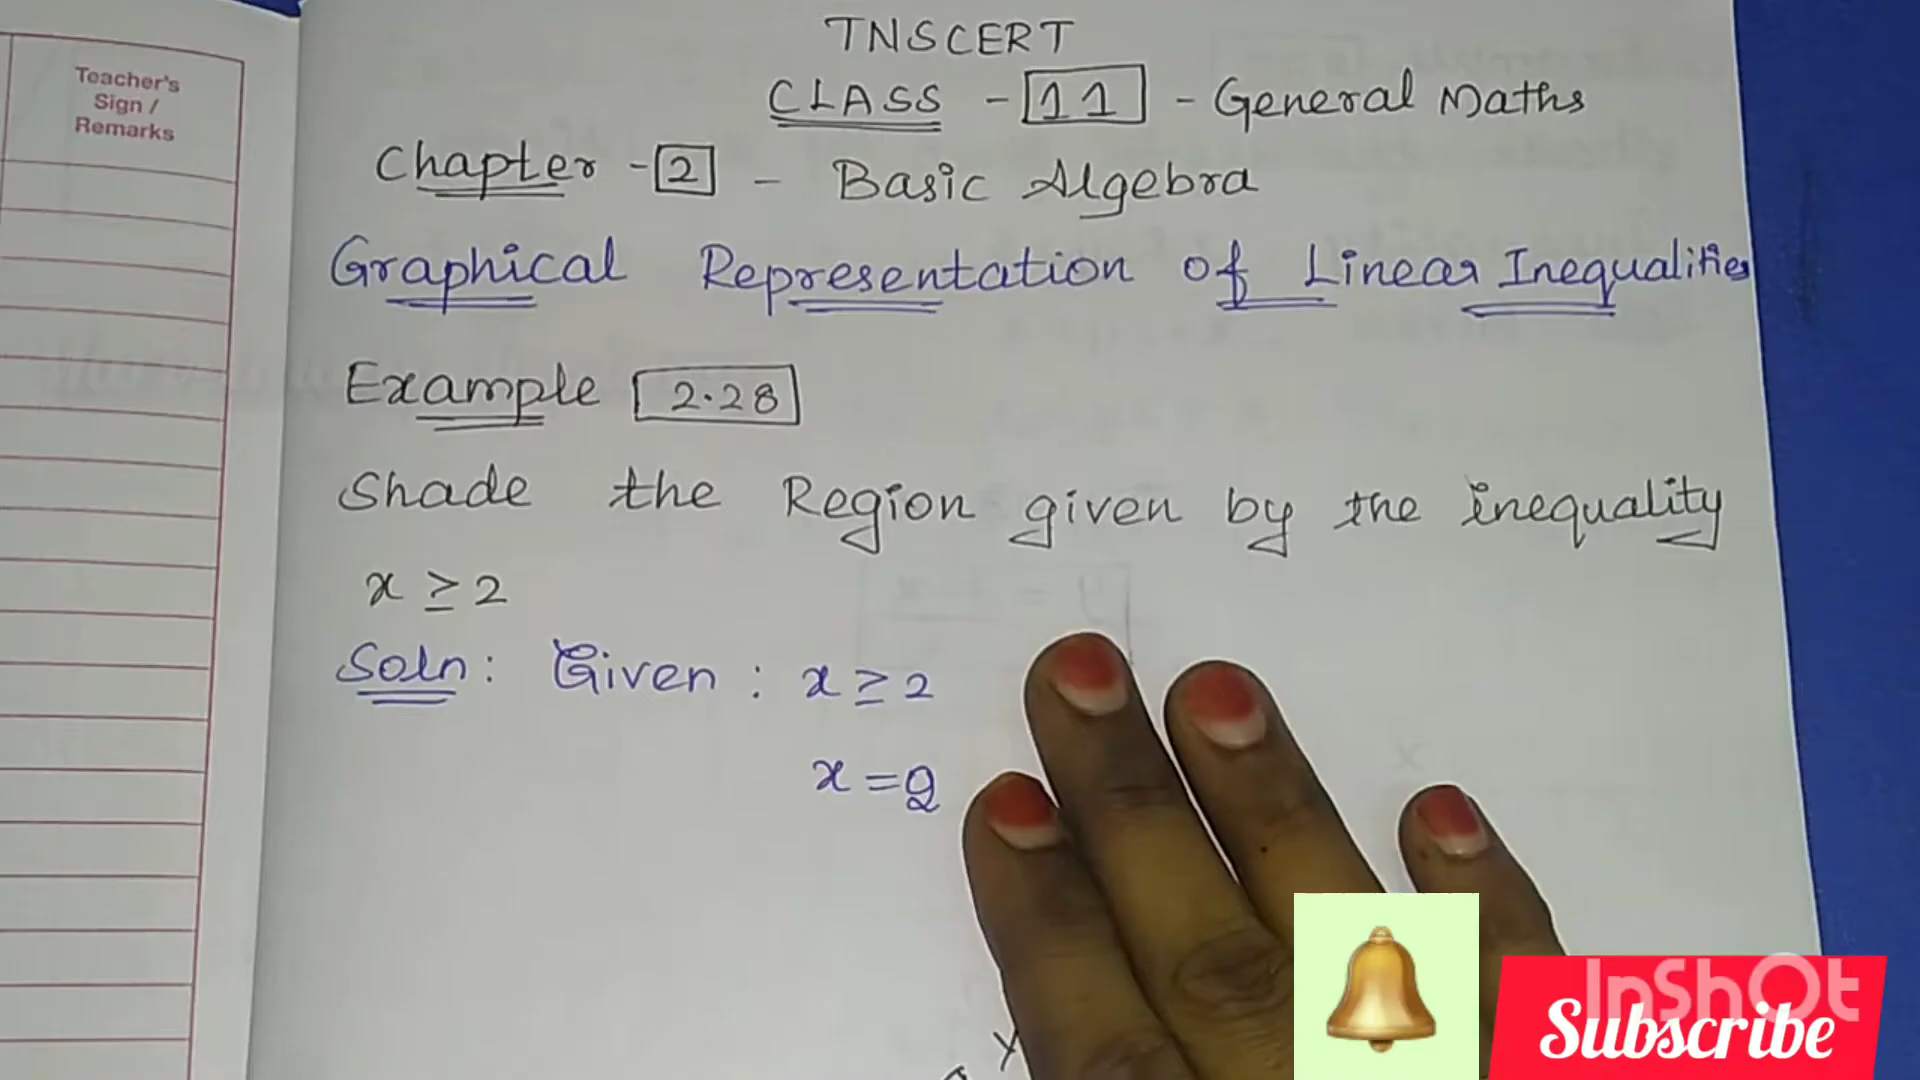 Teacher's
Sign /
Remarks
TNSCERT
CLASS - 11 - General Maths
Chapter - 2 - Basic Algebra
Graphical Representation of Linear Inequalities
Example 2.28
Shade the Region given by the inequality
x ≥ 2
Soln: Given : x ≥ 2
x = 2
Y
InShOt
Subscribe